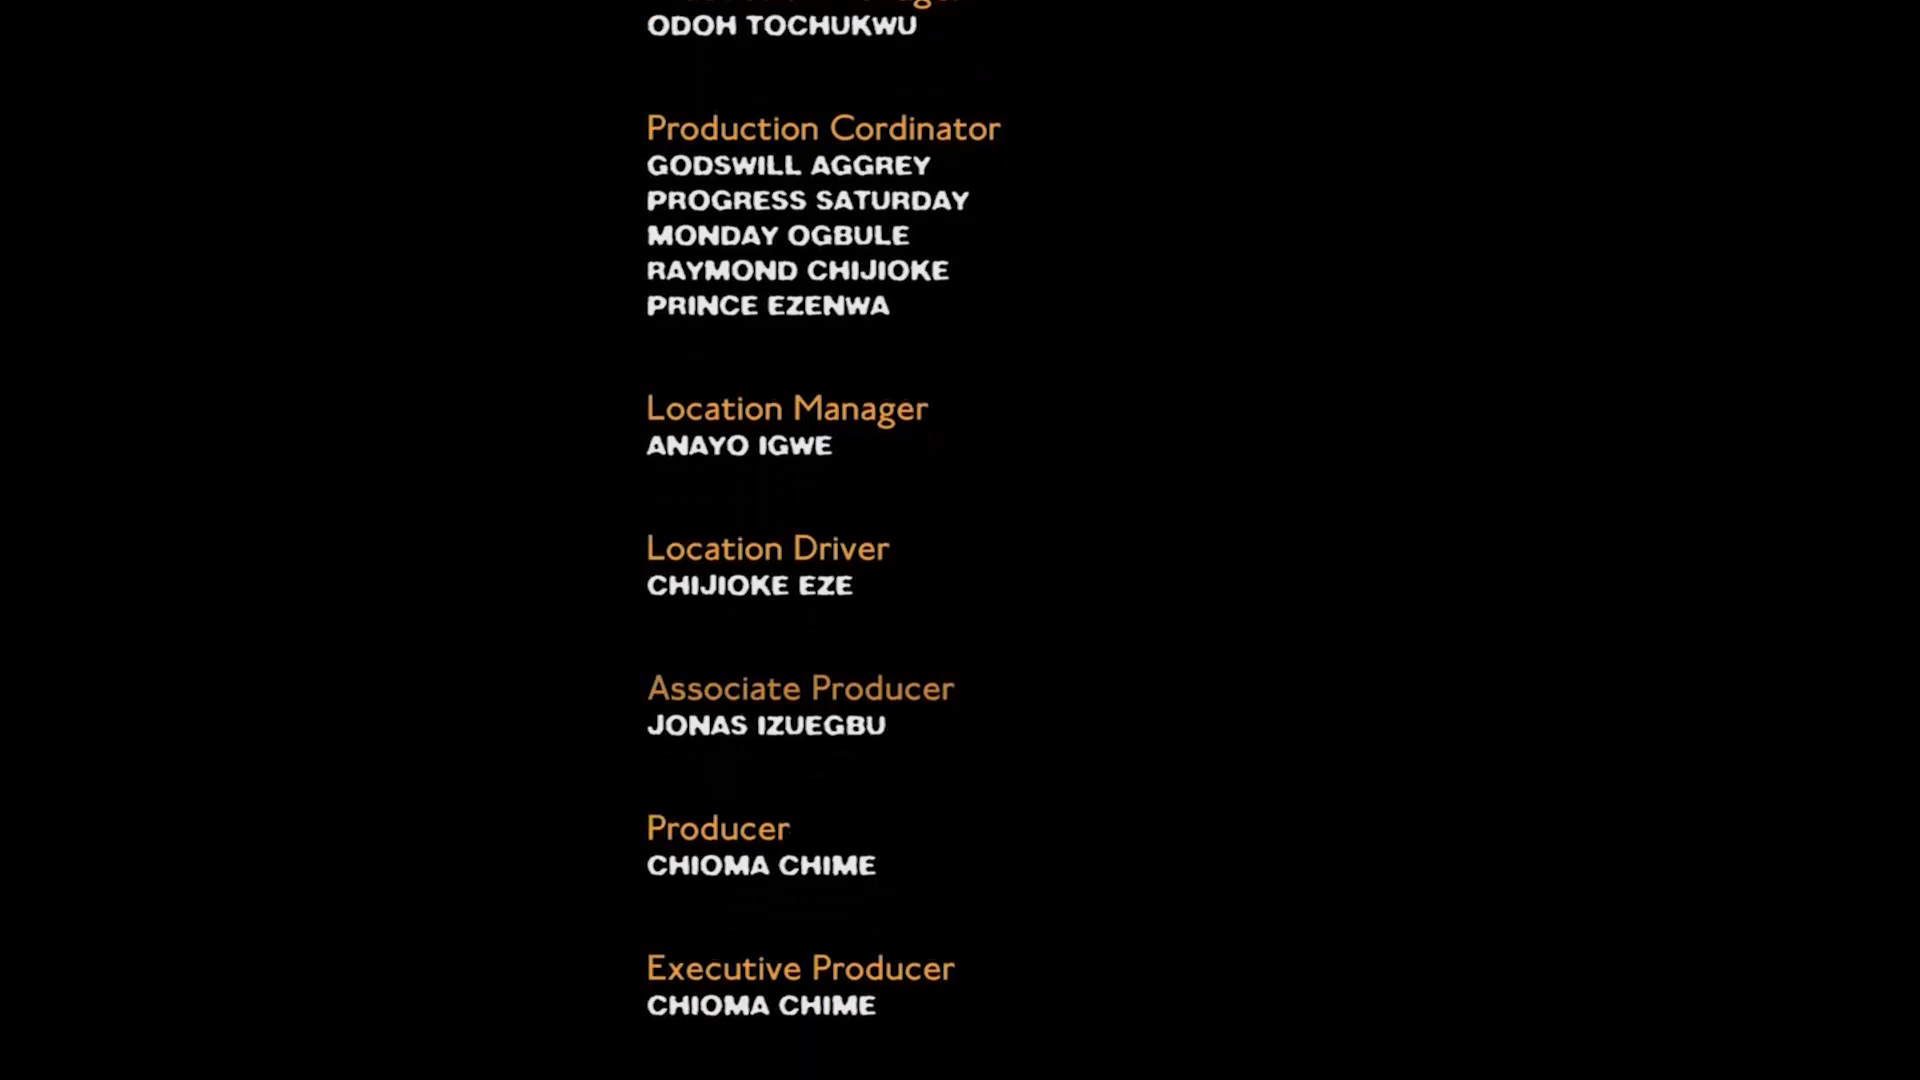 ODOH TOCHUKWU
Production Cordinator
GODSWILL AGGREY
PROGRESS SATURDAY
MONDAY OGBULE
RAYMOND CHIJIOKE
PRINCE EZENWA
Location Manager
ANAYO IGWE
Location Driver
CHIJIOKE EZE
Associate Producer
JONAS IZUEGBU
Producer
CHIOMA CHIME
Executive Producer
CHIOMA CHIME